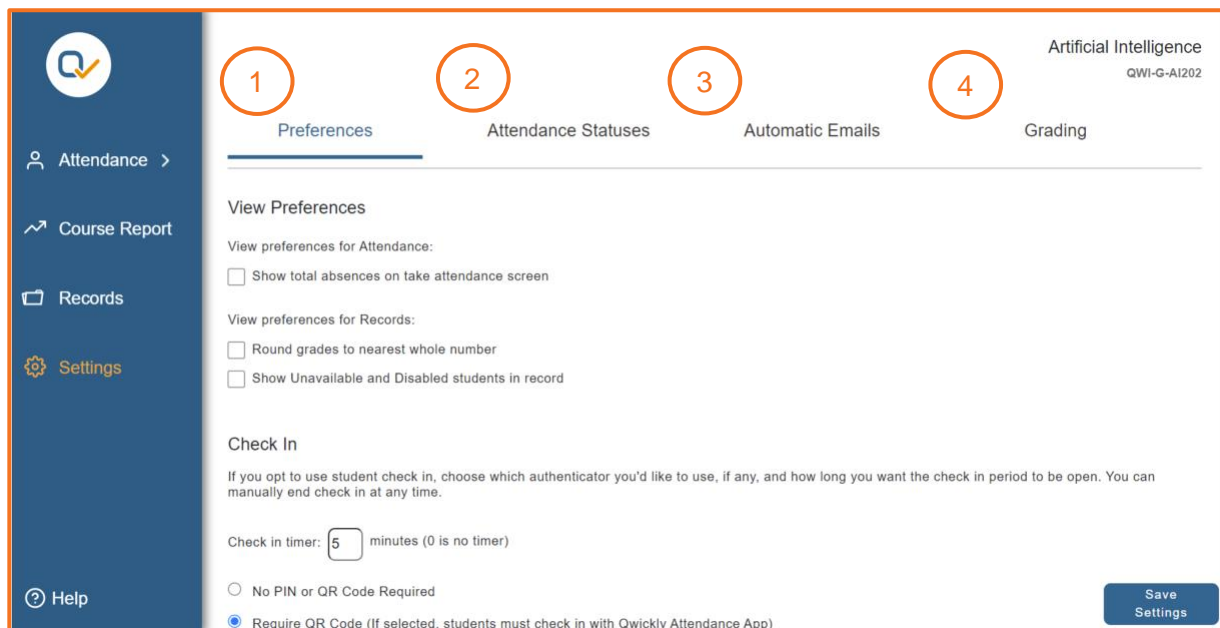 Artificial Intelligence
QWI-G-AI202
1
2
3
4
Preferences
Attendance Statuses
Automatic Emails
Grading
Attendance >
Course Report
Records
Settings
Help
View Preferences
View preferences for Attendance:
Show total absences on take attendance screen
View preferences for Records:
Round grades to nearest whole number
Show Unavailable and Disabled students in record
Check In
If you opt to use student check in, choose which authenticator you'd like to use, if any, and how long you want the check in period to be open. You can
manually end check in at any time.
Check in timer: 5 minutes (0 is no timer)
No PIN or QR Code Required
Require QR Code (If selected, students must check in with Qwickly Attendance App)
Save
Settings